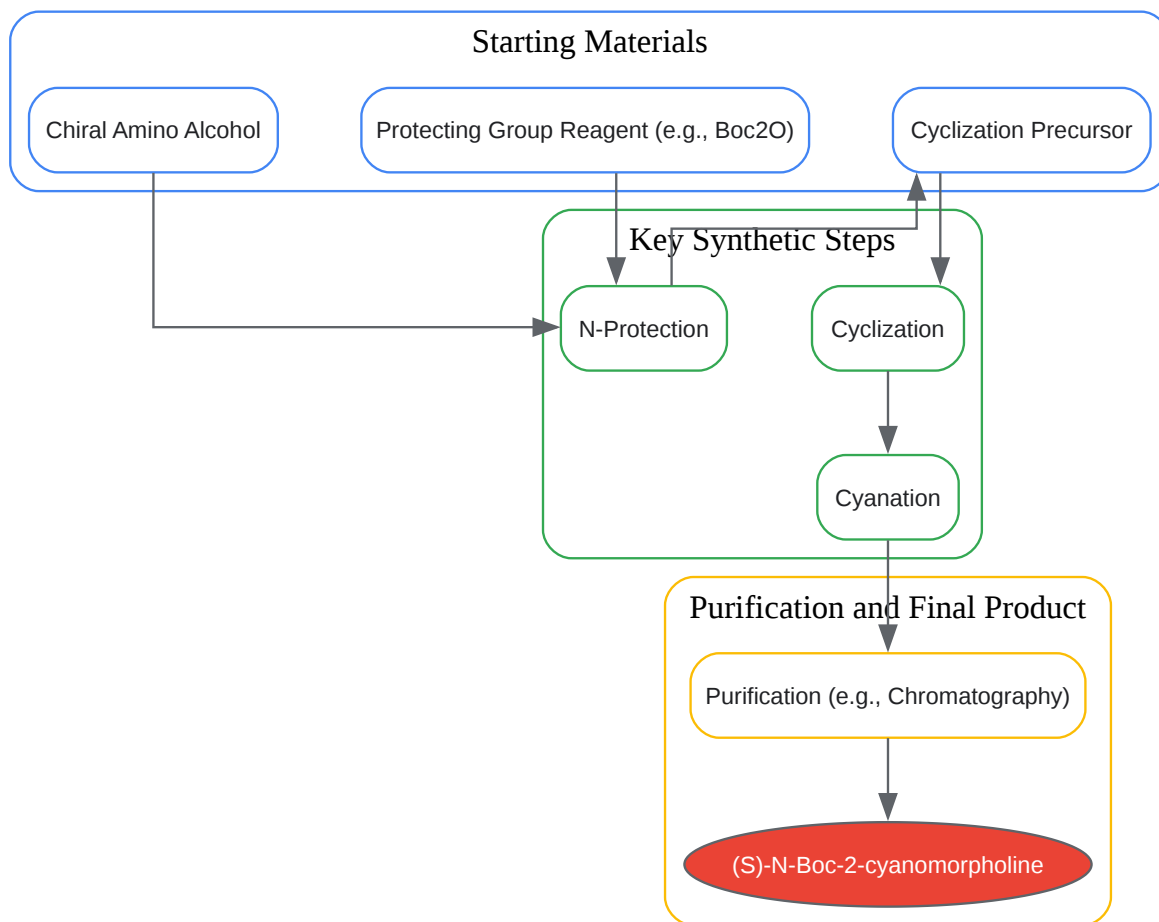 Starting Materials
Chiral Amino Alcohol
Protecting Group Reagent (e.g., Boc2O)
Cyclization Precursor
Key Synthetic Steps
N-Protection
Cyclization
Cyanation
Purification and Final Product
Purification (e.g., Chromatography)
(S)-N-Boc-2-cyanomorpholine